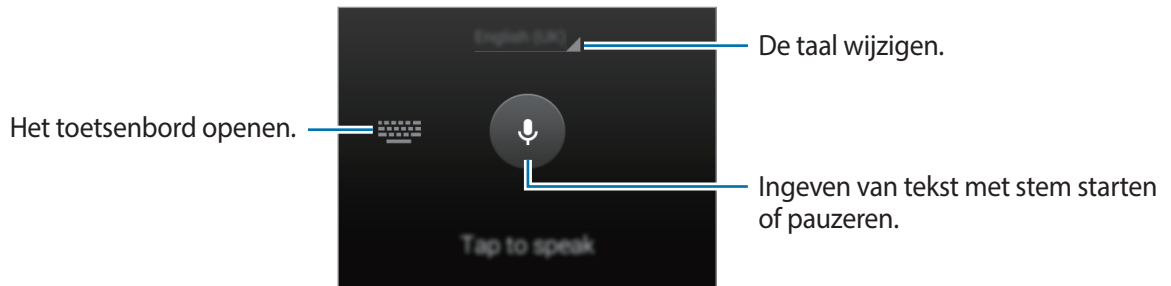 English (UK)
De taal wijzigen.
Het toetsenbord openen.
Ingeven van tekst met stem starten
of pauzeren.
Tap to speak